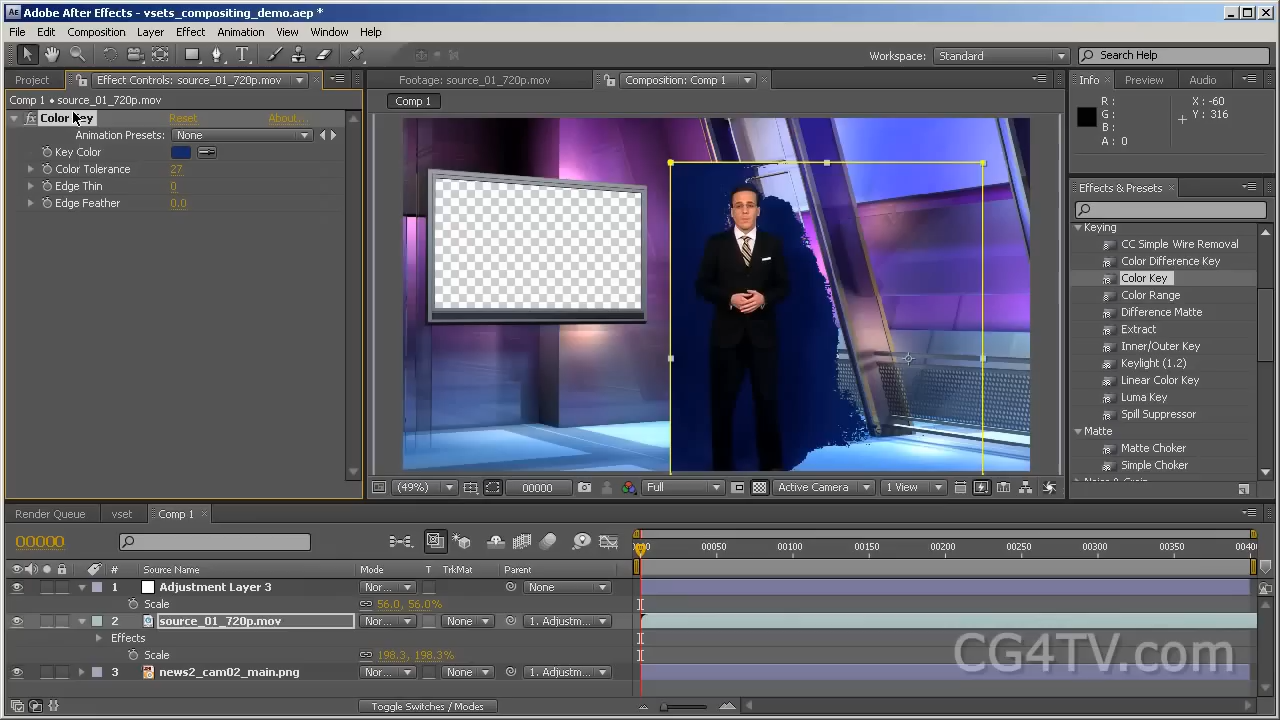 Adobe After Effects - vsets_compositing_demo.aep *
File Edit Composition Layer Effect Animation View Window Help
Workspace: Standard Search Help
Project Effect Controls: source_01_720p.mov
Footage: source_01_720p.mov Composition: Comp 1
Info Preview Audio
Comp 1 • source_01_720p.mov
Comp 1
fx Color Key Reset About...
Animation Presets: None
Key Color
Color Tolerance 27
Edge Thin 0
Edge Feather 0.0
R :
G :
B :
A : 0
X : -60
Y : 316
Effects & Presets
Keying
CC Simple Wire Removal
Color Difference Key
Color Key
Color Range
Difference Matte
Extract
Inner/Outer Key
Keylight (1.2)
Linear Color Key
Luma Key
Spill Suppressor
Matte
Matte Choker
Simple Choker
(49%) 00000 Full Active Camera 1 View
Render Queue vset Comp 1
00000
00050 00100 00150 00200 00250 00300 00350
# Source Name Mode T TrkMat Parent
1 Adjustment Layer 3 Nor... None
Scale 56.0, 56.0%
2 source_01_720p.mov Nor... None 1. Adjustm...
Effects
Scale 198.3, 198.3%
3 news2_cam02_main.png Nor... None 1. Adjustm...
Toggle Switches / Modes
CG4TV.com